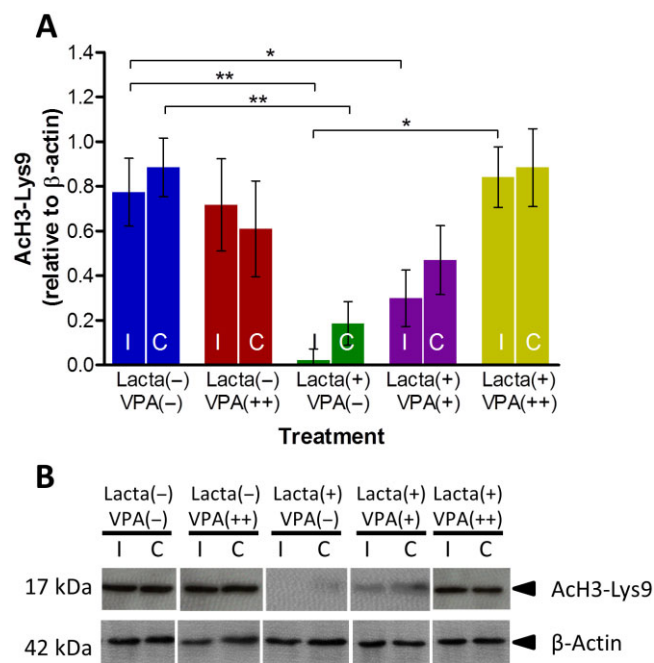 A
1.4
1.2
1.0
0.8
0.6
0.4
0.2
0.0
AcH3-Lys9
(relative to β-actin)
*
**
**
*
I C I C I C I C I C
Lacta(−) Lacta(−) Lacta(+) Lacta(+) Lacta(+)
VPA(−) VPA(++) VPA(−) VPA(+) VPA(++)
Treatment
B
Lacta(−) Lacta(−) Lacta(+) Lacta(+) Lacta(+)
VPA(−) VPA(++) VPA(−) VPA(+) VPA(++)
I C I C I C I C I C
17 kDa AcH3-Lys9
42 kDa β-Actin